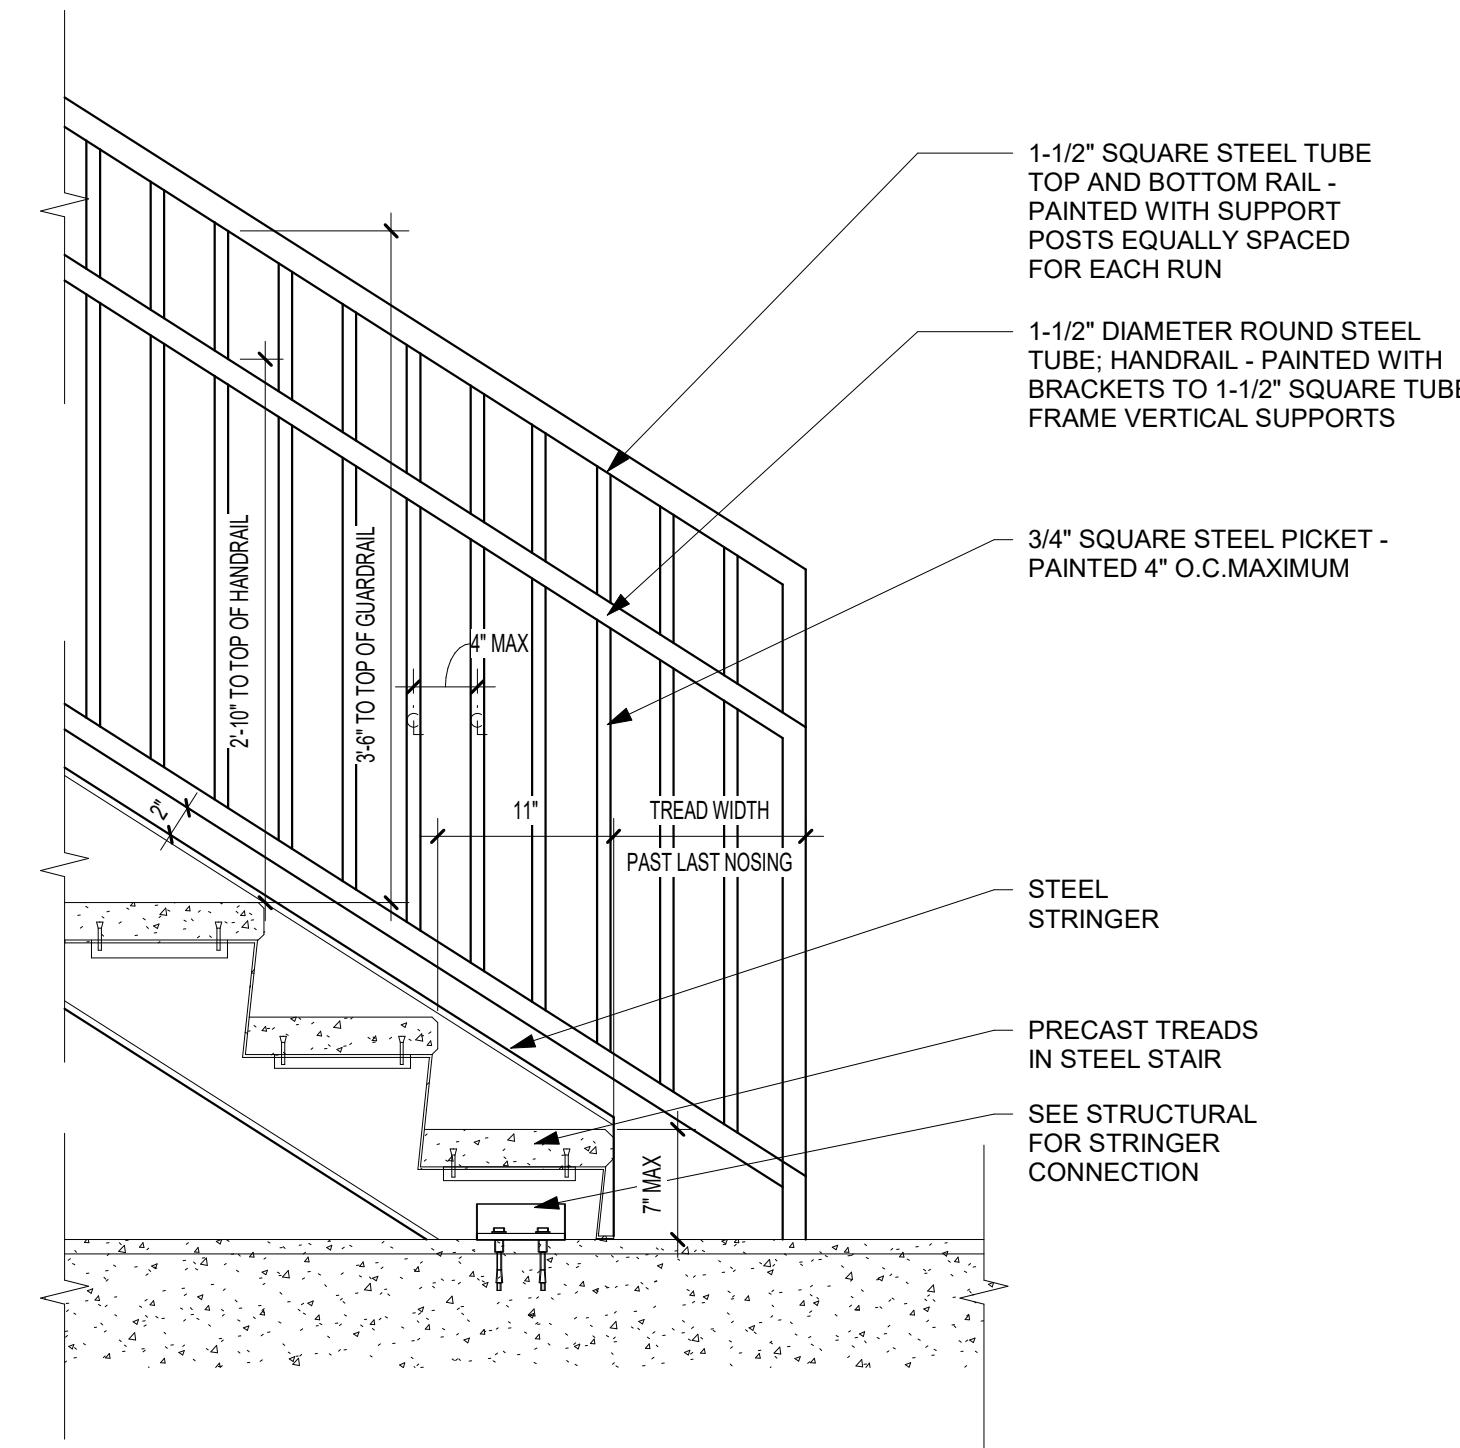 1-1/2" SQUARE STEEL TUBE
TOP AND BOTTOM RAIL -
PAINTED WITH SUPPORT
POSTS EQUALLY SPACED
FOR EACH RUN
1-1/2" DIAMETER ROUND STEEL
TUBE; HANDRAIL - PAINTED WITH
BRACKETS TO 1-1/2" SQUARE TUBE
FRAME VERTICAL SUPPORTS
3/4" SQUARE STEEL PICKET -
PAINTED 4" O.C.MAXIMUM
2'-10" TO TOP OF HANDRAIL
3'-6" TO TOP OF GUARDRAIL
4" MAX
2"
11"
TREAD WIDTH
PAST LAST NOSING
STEEL
STRINGER
PRECAST TREADS
IN STEEL STAIR
SEE STRUCTURAL
FOR STRINGER
CONNECTION
7" MAX